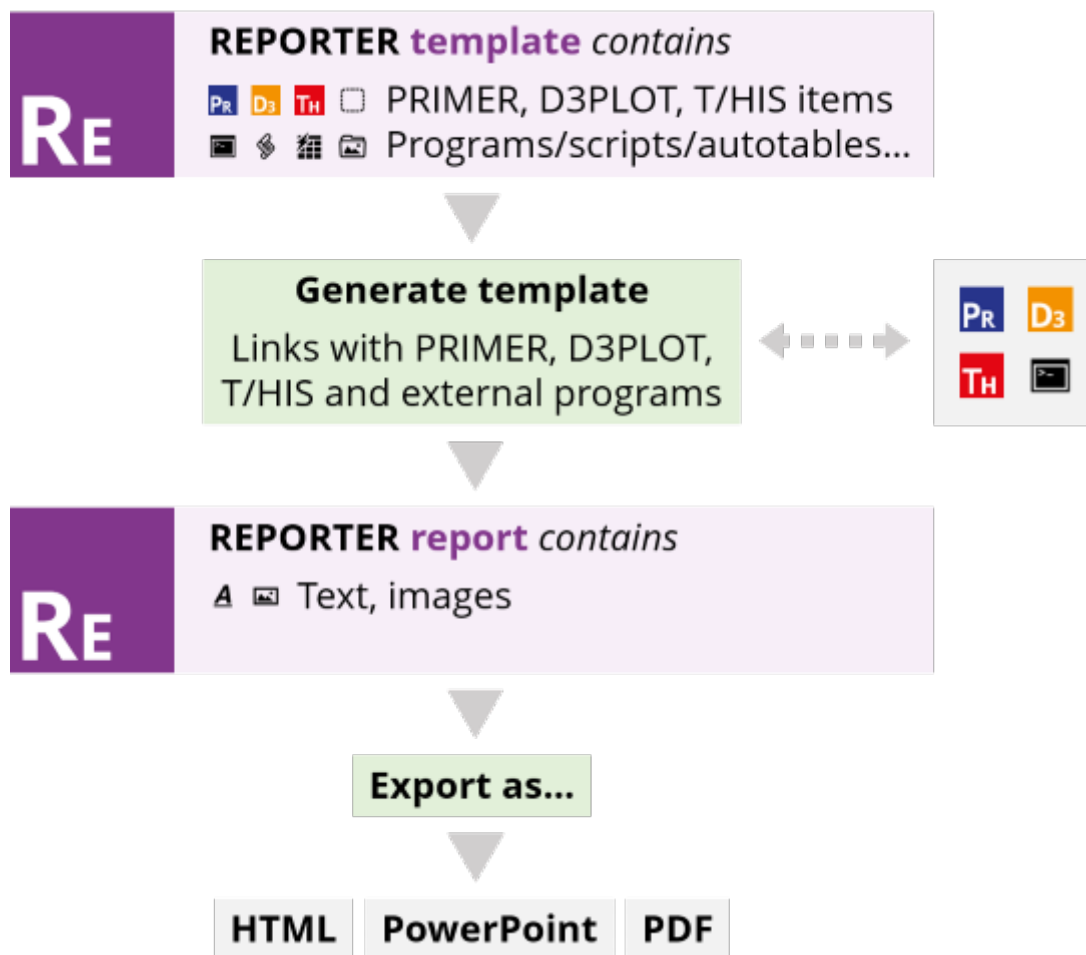 RE
REPORTER template contains
PR D3 TH PRIMER, D3PLOT, T/HIS items
Programs/scripts/autotables...
Generate template
Links with PRIMER, D3PLOT,
T/HIS and external programs
PR D3
TH >-
RE
REPORTER report contains
A Text, images
Export as...
HTML PowerPoint PDF